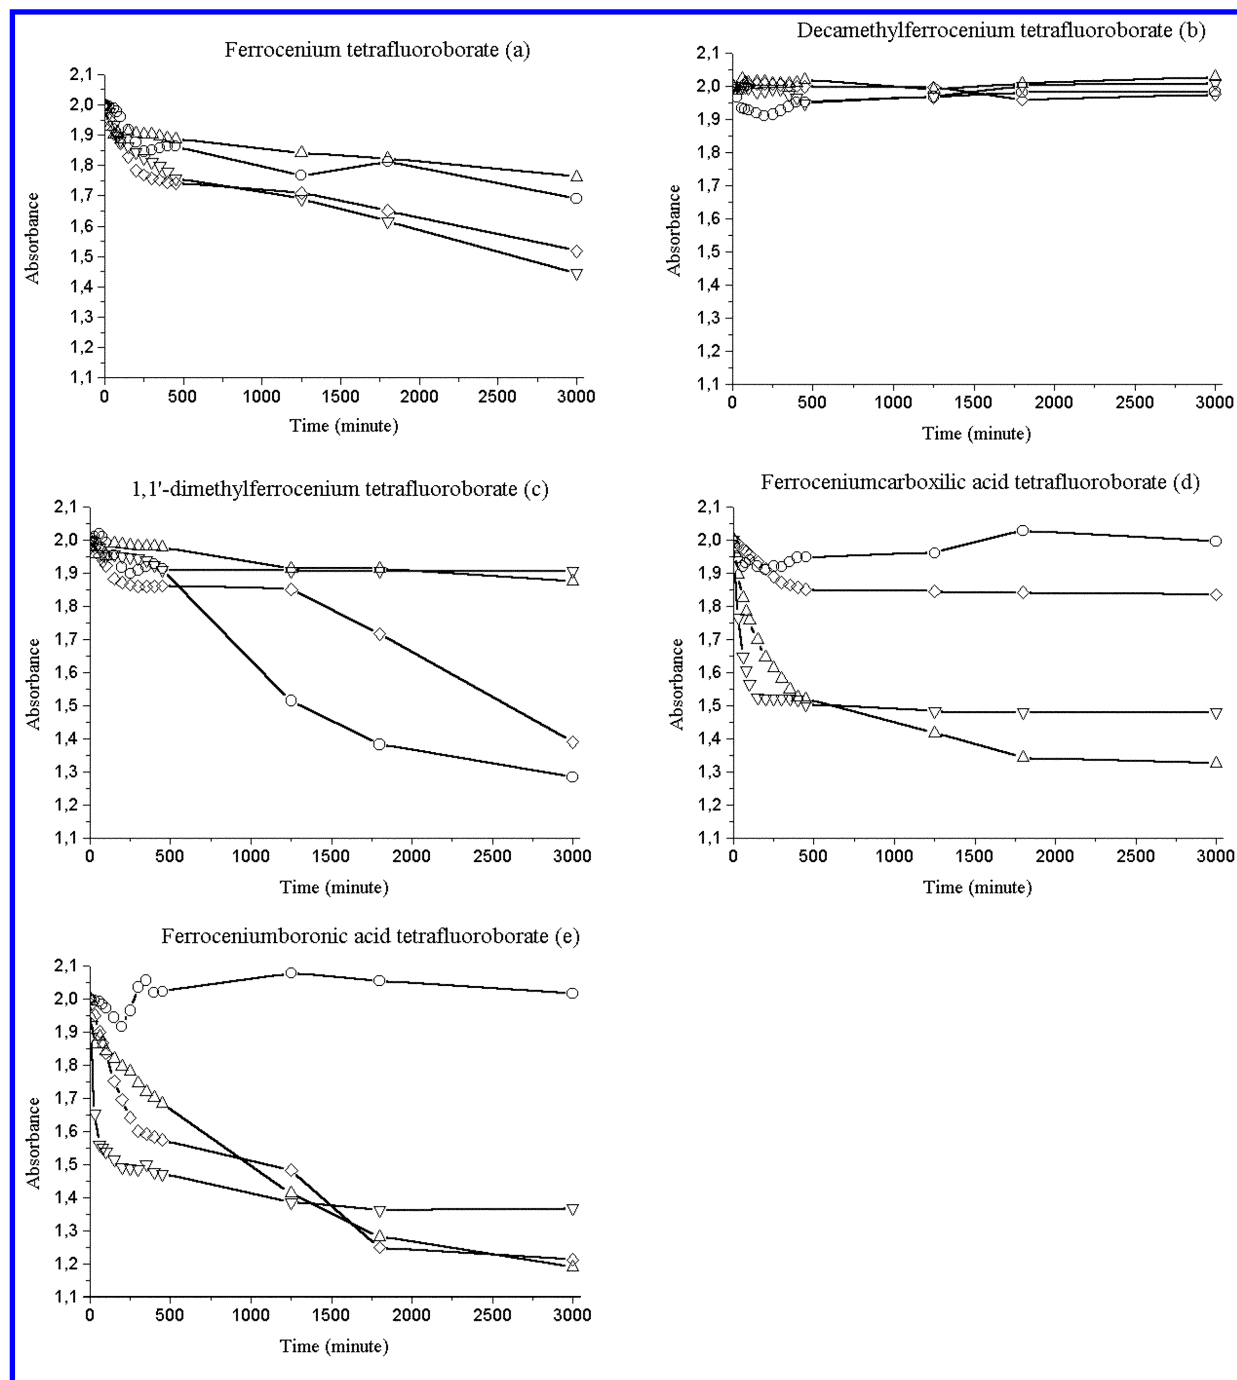 Ferrocenium tetrafluoroborate (a)
2,1
2,0
1,9
1,8
1,7
1,6
1,5
1,4
1,3
1,2
1,1
Absorbance
0 500 1000 1500 2000 2500 3000
Time (minute)
Decamethylferrocenium tetrafluoroborate (b)
2,1
2,0
1,9
1,8
1,7
1,6
1,5
1,4
1,3
1,2
1,1
Absorbance
0 500 1000 1500 2000 2500 3000
Time (minute)
1,1'-dimethylferrocenium tetrafluoroborate (c)
2,1
2,0
1,9
1,8
1,7
1,6
1,5
1,4
1,3
1,2
1,1
Absorbance
0 500 1000 1500 2000 2500 3000
Time (minute)
Ferroceniumcarboxilic acid tetrafluoroborate (d)
2,1
2,0
1,9
1,8
1,7
1,6
1,5
1,4
1,3
1,2
1,1
Absorbance
0 500 1000 1500 2000 2500 3000
Time (minute)
Ferroceniumboronic acid tetrafluoroborate (e)
2,1
2,0
1,9
1,8
1,7
1,6
1,5
1,4
1,3
1,2
1,1
Absorbance
0 500 1000 1500 2000 2500 3000
Time (minute)